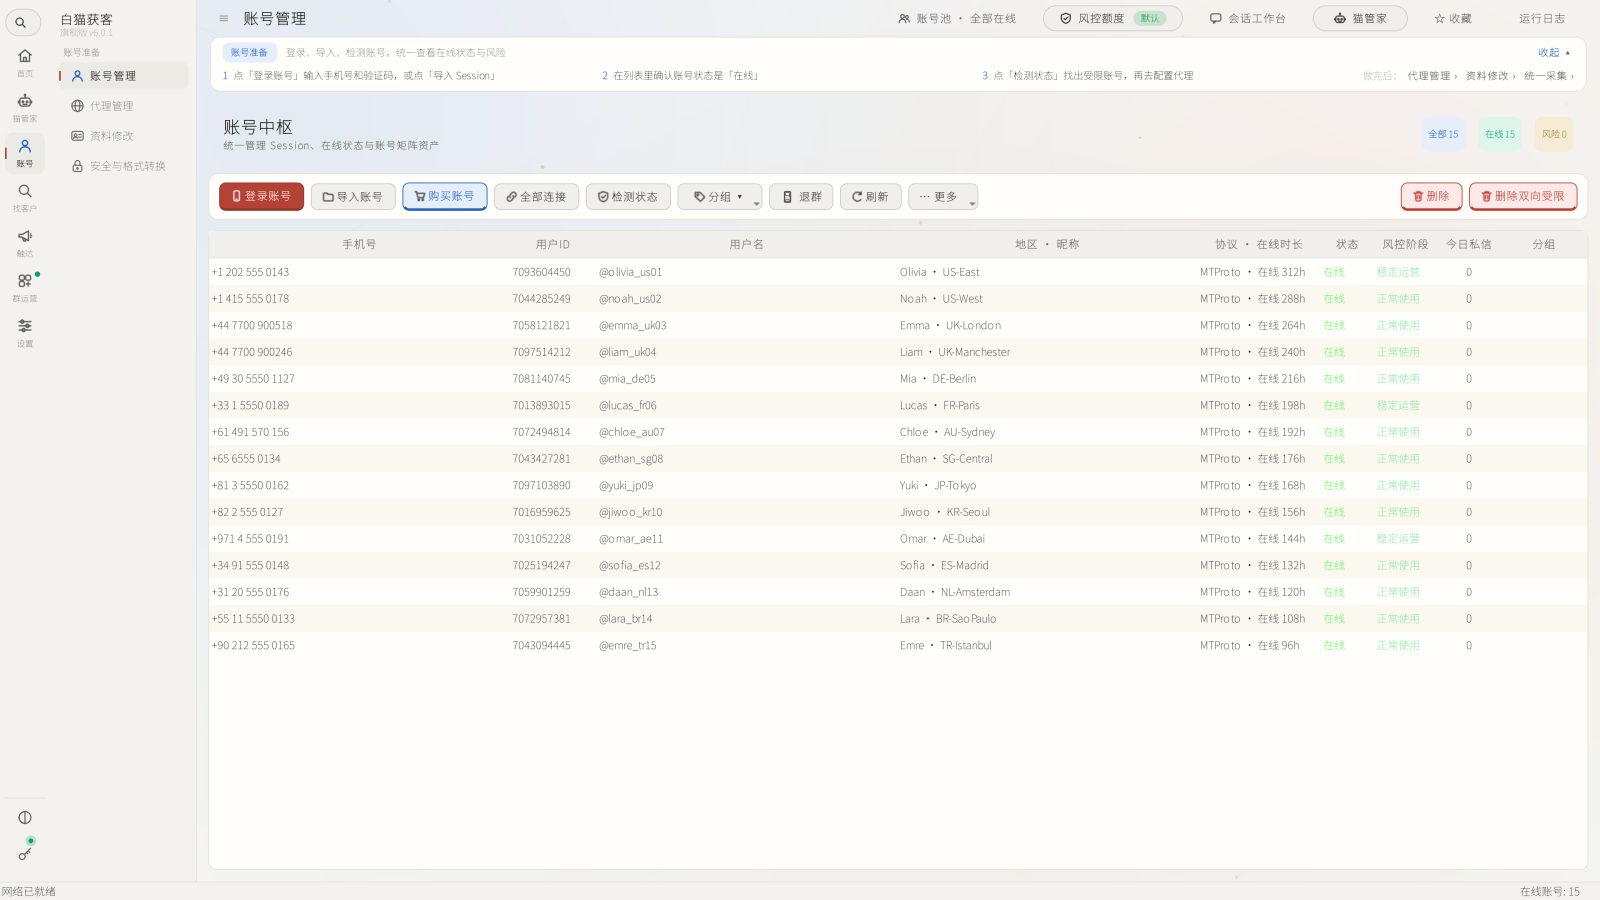 白猫获客
旗舰版 v6.0.1
首页
猫管家
账号
找客户
触达
群运营
设置
账号准备
账号管理
代理管理
资料修改
安全与格式转换
账号管理
账号池 · 全部在线
风控额度 默认
会话工作台
猫管家
☆ 收藏
运行日志
账号准备 登录、导入、检测账号，统一查看在线状态与风险
收起
1 点「登录账号」输入手机号和验证码，或点「导入 Session」
2 在列表里确认账号状态是「在线」
3 点「检测状态」找出受限账号，再去配置代理
做完后： 代理管理 › 资料修改 › 统一采集 ›
账号中枢
统一管理 Session、在线状态与账号矩阵资产
全部 15
在线 15
风险 0
登录账号 导入账号 购买账号 全部连接 检测状态 分组 退群 刷新 ··· 更多 删除 删除双向受限
手机号 用户ID 用户名 地区 · 昵称 协议 · 在线时长 状态 风控阶段 今日私信 分组
+1 202 555 0143 7093604450 @olivia_us01 Olivia · US-East MTProto · 在线 312h 在线 稳定运营 0
+1 415 555 0178 7044285249 @noah_us02 Noah · US-West MTProto · 在线 288h 在线 正常使用 0
+44 7700 900518 7058121821 @emma_uk03 Emma · UK-London MTProto · 在线 264h 在线 正常使用 0
+44 7700 900246 7097514212 @liam_uk04 Liam · UK-Manchester MTProto · 在线 240h 在线 正常使用 0
+49 30 5550 1127 7081140745 @mia_de05 Mia · DE-Berlin MTProto · 在线 216h 在线 正常使用 0
+33 1 5550 0189 7013893015 @lucas_fr06 Lucas · FR-Paris MTProto · 在线 198h 在线 稳定运营 0
+61 491 570 156 7072494814 @chloe_au07 Chloe · AU-Sydney MTProto · 在线 192h 在线 正常使用 0
+65 6555 0134 7043427281 @ethan_sg08 Ethan · SG-Central MTProto · 在线 176h 在线 正常使用 0
+81 3 5550 0162 7097103890 @yuki_jp09 Yuki · JP-Tokyo MTProto · 在线 168h 在线 正常使用 0
+82 2 555 0127 7016959625 @jiwoo_kr10 Jiwoo · KR-Seoul MTProto · 在线 156h 在线 正常使用 0
+971 4 555 0191 7031052228 @omar_ae11 Omar · AE-Dubai MTProto · 在线 144h 在线 稳定运营 0
+34 91 555 0148 7025194247 @sofia_es12 Sofia · ES-Madrid MTProto · 在线 132h 在线 正常使用 0
+31 20 555 0176 7059901259 @daan_nl13 Daan · NL-Amsterdam MTProto · 在线 120h 在线 正常使用 0
+55 11 5550 0133 7072957381 @lara_br14 Lara · BR-SaoPaulo MTProto · 在线 108h 在线 正常使用 0
+90 212 555 0165 7043094445 @emre_tr15 Emre · TR-Istanbul MTProto · 在线 96h 在线 正常使用 0
网络已就绪
在线账号: 15